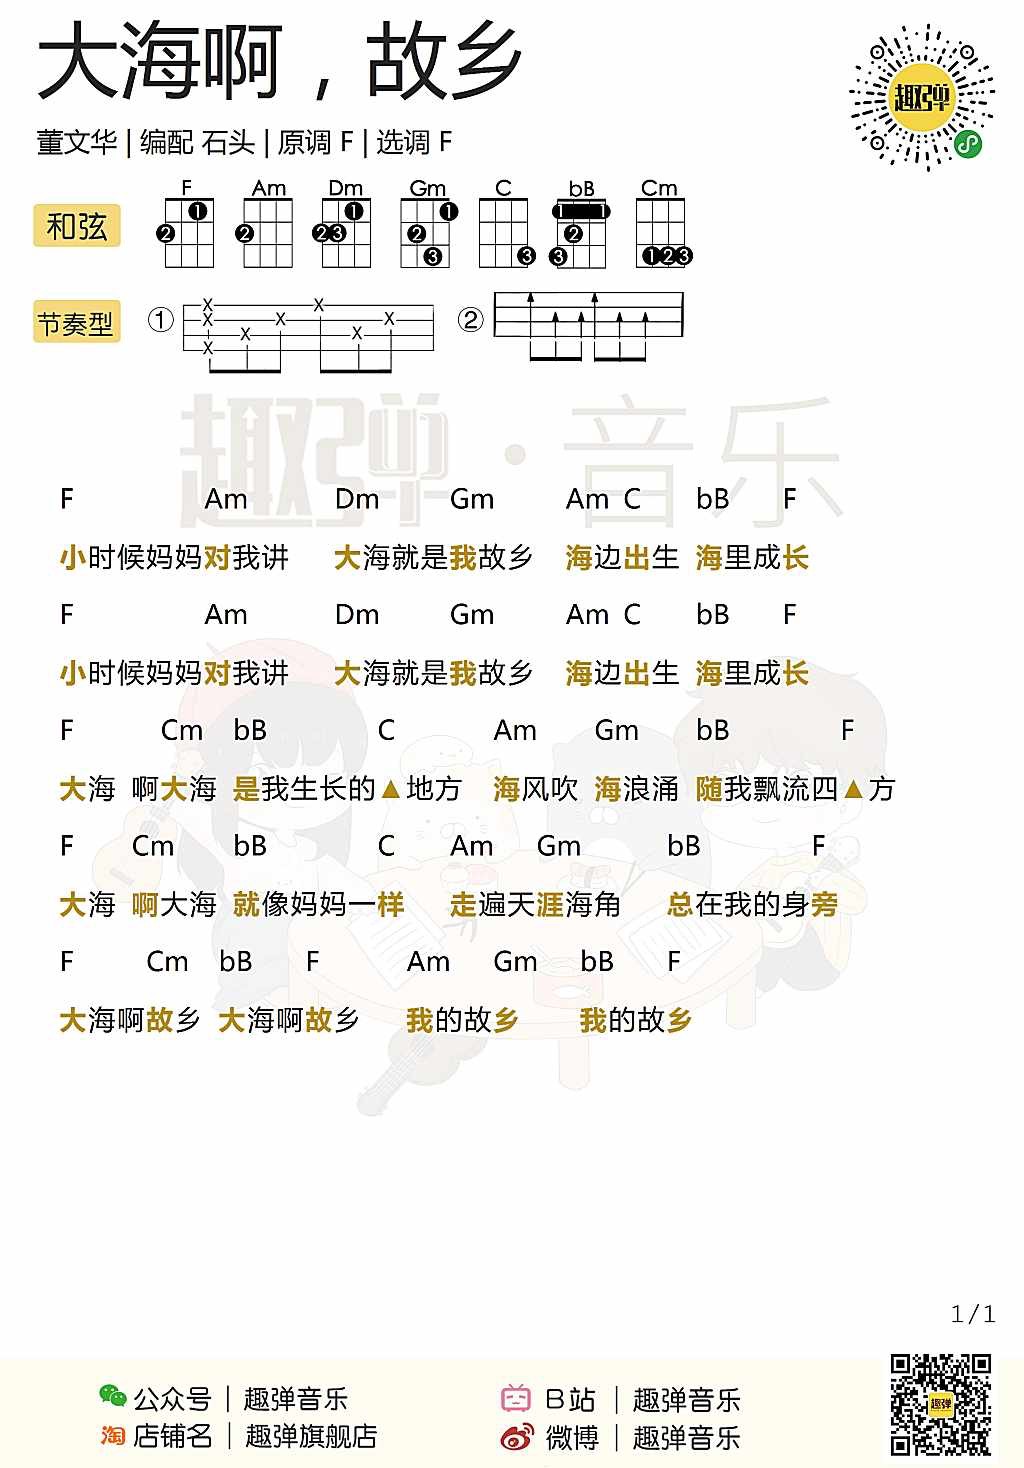 大海啊，故乡
趣弹
董文华 | 编配 石头 | 原调 F | 选调 F
和弦 F Am Dm Gm C bB Cm
1 2 2 1 2 3 1 2 3 3 1 1 2 3 1 2 3
节奏型 ① ②
趣弹·音乐
F Am Dm Gm Am C bB F
小时候妈妈对我讲 大海就是我故乡 海边出生 海里成长
F Am Dm Gm Am C bB F
小时候妈妈对我讲 大海就是我故乡 海边出生 海里成长
F Cm bB C Am Gm bB F
大海 啊大海 是我生长的▲地方 海风吹 海浪涌 随我飘流四▲方
F Cm bB C Am Gm bB F
大海 啊大海 就像妈妈一样 走遍天涯海角 总在我的身旁
F Cm bB F Am Gm bB F
大海啊故乡 大海啊故乡 我的故乡 我的故乡
1/1
公众号 | 趣弹音乐 B站 | 趣弹音乐
淘 店铺名 | 趣弹旗舰店 微博 | 趣弹音乐
趣弹